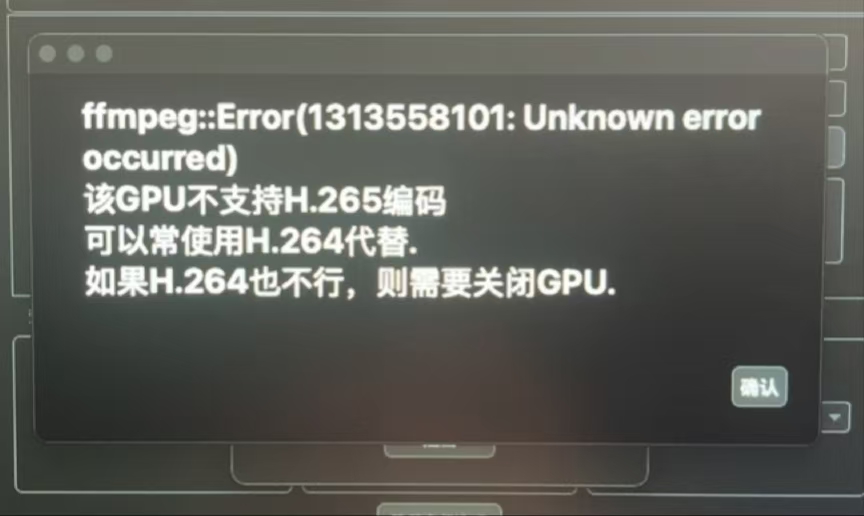 ffmpeg::Error(1313558101: Unknown error
occurred)
该GPU不支持H.265编码
可以常使用H.264代替.
如果H.264也不行，则需要关闭GPU.
确认